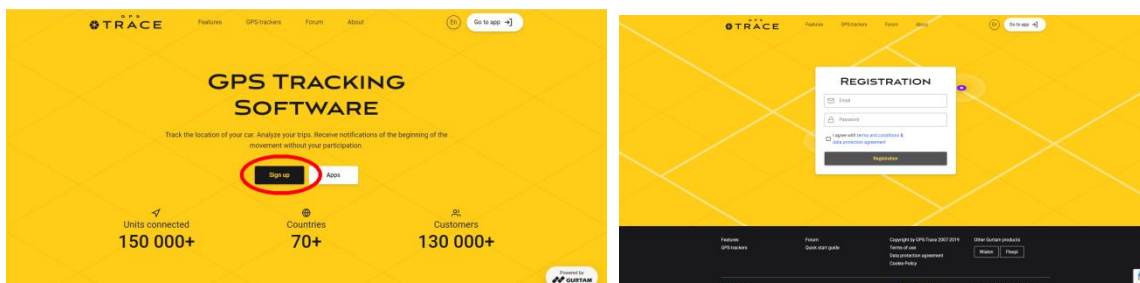 GPS
TRACE
Features GPS-trackers Forum About
En
Go to app
GPS TRACKING
SOFTWARE
Track the location of your car. Analyze your trips. Receive notifications of the beginning of the
movement without your participation.
Sign up
Apps
Units connected
150 000+
Countries
70+
Customers
130 000+
Powered by
GURTAM
GPS
TRACE
Features GPS-trackers Forum About
En
Go to app
REGISTRATION
Email
Password
I agree with terms and conditions &
data protection agreement
Registration
Features
GPS trackers
Forum
Quick start guide
Copyright by GPS-Trace 2007-2019
Terms of use
Data protection agreement
Cookie Policy
Other Gurtam products
Wialon
Flespi